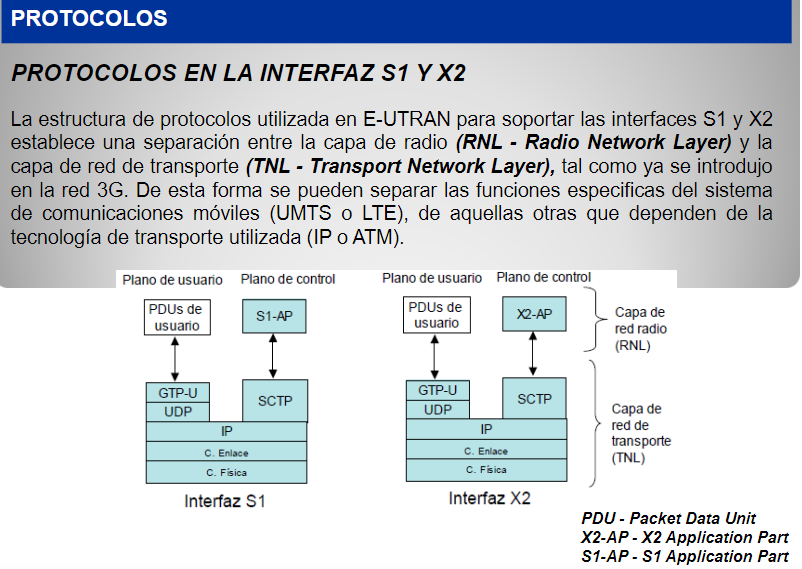 PROTOCOLOS
PROTOCOLOS EN LA INTERFAZ S1 Y X2
La estructura de protocolos utilizada en E-UTRAN para soportar las interfaces S1 y X2
establece una separación entre la capa de radio (RNL - Radio Network Layer) y la
capa de red de transporte (TNL - Transport Network Layer), tal como ya se introdujo
en la red 3G. De esta forma se pueden separar las funciones especificas del sistema
de comunicaciones móviles (UMTS o LTE), de aquellas otras que dependen de la
tecnología de transporte utilizada (IP o ATM).
Plano de usuario
Plano de control
PDUs de
usuario
S1-AP
GTP-U
UDP
SCTP
IP
C. Enlace
C. Física
Interfaz S1
Plano de usuario
Plano de control
PDUs de
usuario
X2-AP
GTP-U
UDP
SCTP
IP
C. Enlace
C. Física
Interfaz X2
Capa de
red radio
(RNL)
Capa de
red de
transporte
(TNL)
PDU - Packet Data Unit
X2-AP - X2 Application Part
S1-AP - S1 Application Part